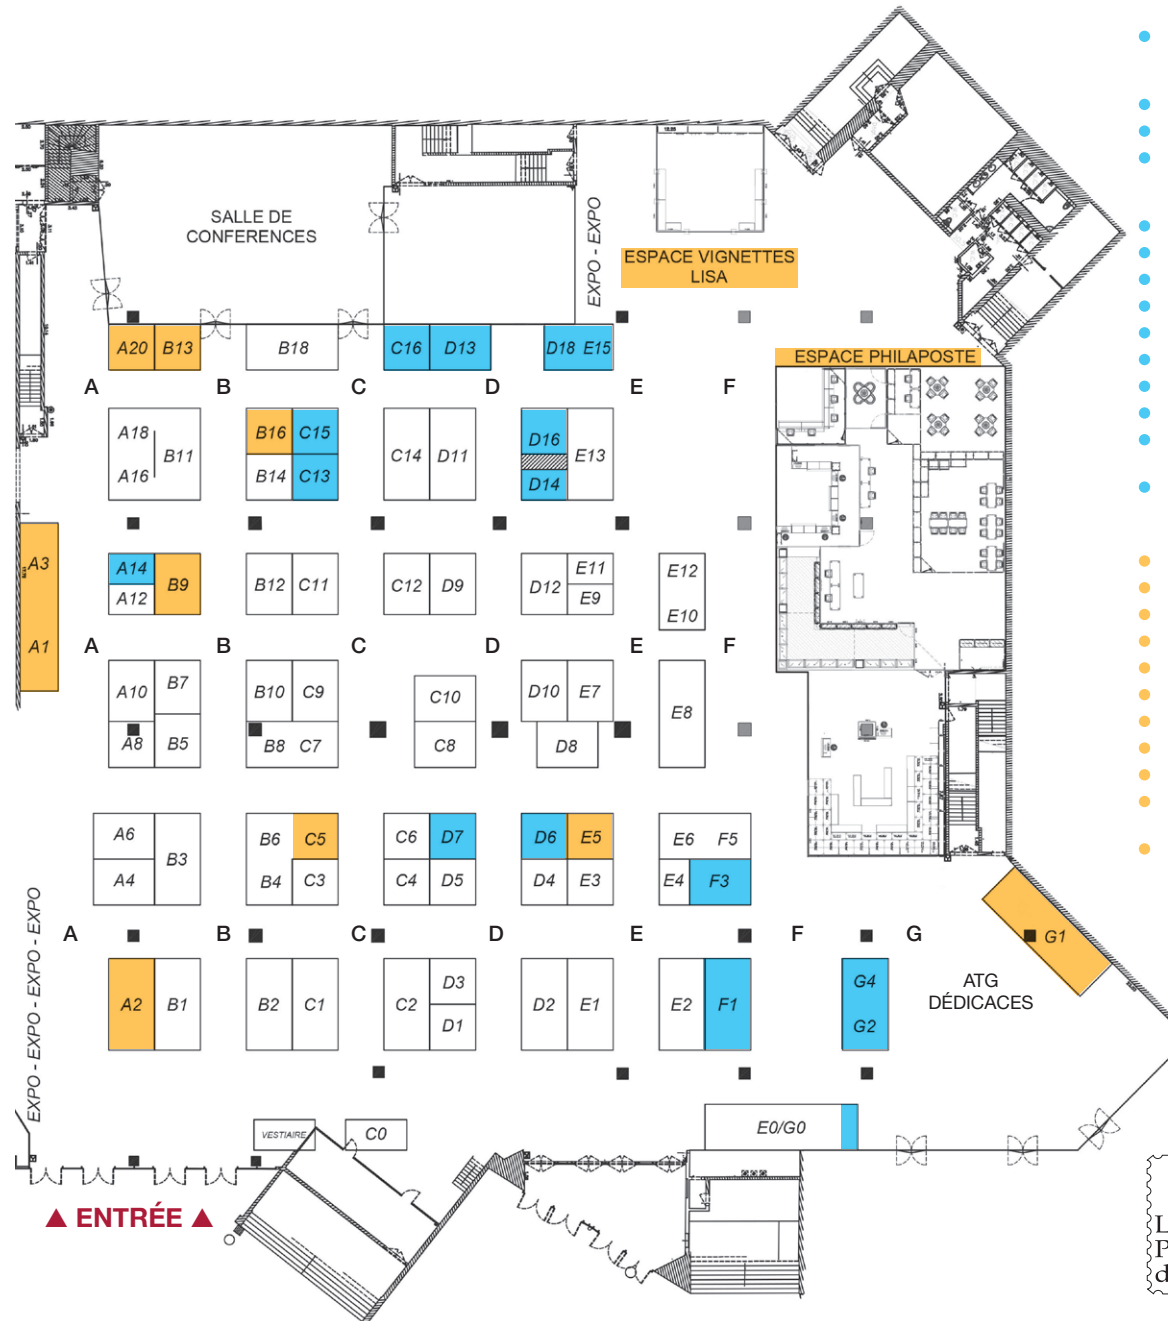 SALLE DE
CONFERENCES
EXPO - EXPO
ESPACE VIGNETTES
LISA
A20 B13 B18 C16 D13 D18 E15
ESPACE PHILAPOSTE
A B C D E F
A18 B11 B16 C15 C14 D11 D16 E13
A16 B14 C13 D14
A3 A14 B9 B12 C11 C12 D9 D12 E11 E12
A12 E9 E10
A1
A B C D E F
A10 B7 B10 C9 C10 D10 E7 E8
A8 B5 B8 C7 C8 D8
A6 B3 B6 C5 C6 D7 D6 E5 E6 F5
A4 B4 C3 C4 D5 D4 E3 E4 F3
EXPO - EXPO - EXPO - EXPO - EXPO
A B C D E F G
G1
A2 B1 B2 C1 C2 D3 D2 E1 E2 F1 G4
D1 G2
ATG
DÉDICACES
VESTIAIRE C0 E0/G0
▲ ENTRÉE ▲
L
P
d